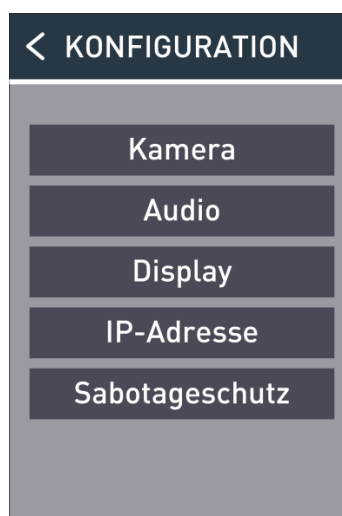 KONFIGURATION
Kamera
Audio
Display
IP-Adresse
Sabotageschutz